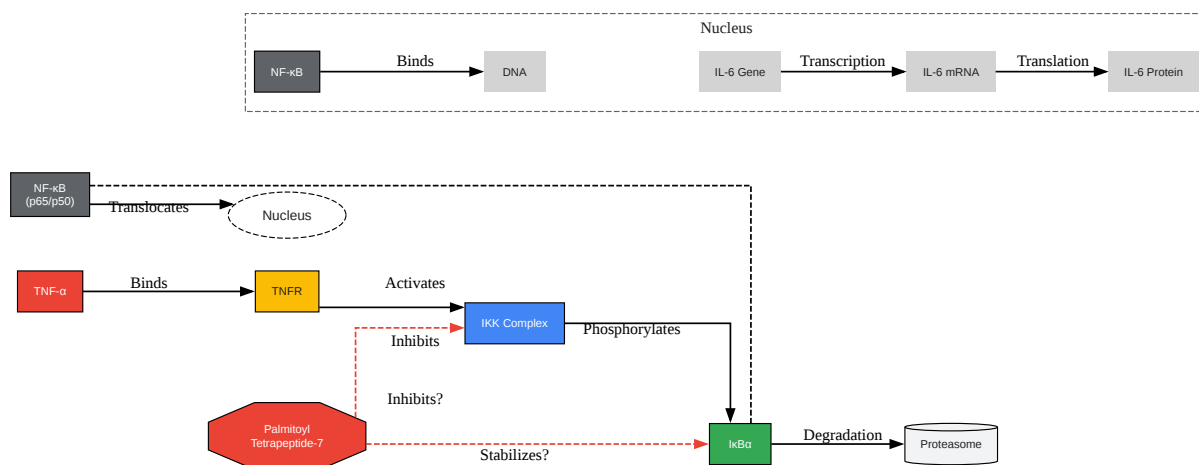 Nucleus
NF-κB
Binds
DNA
IL-6 Gene
Transcription
IL-6 mRNA
Translation
IL-6 Protein
NF-κB
(p65/p50)
Translocates
Nucleus
TNF-α
Binds
TNFR
Activates
IKK Complex
Phosphorylates
Inhibits
Inhibits?
Palmitoyl
Tetrapeptide-7
Stabilizes?
IκBα
Degradation
Proteasome